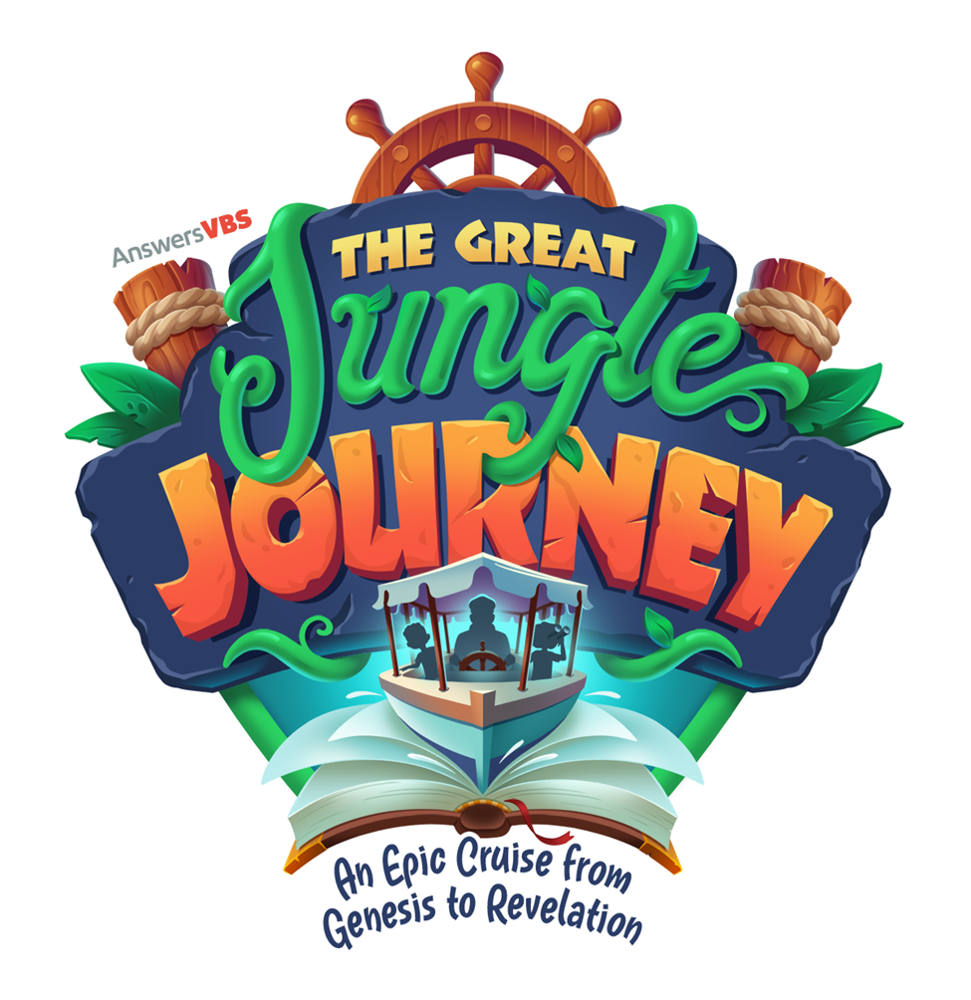 AnswersVBS
THE GREAT
Jungle
JOURNEY
An Epic Cruise from
Genesis to Revelation